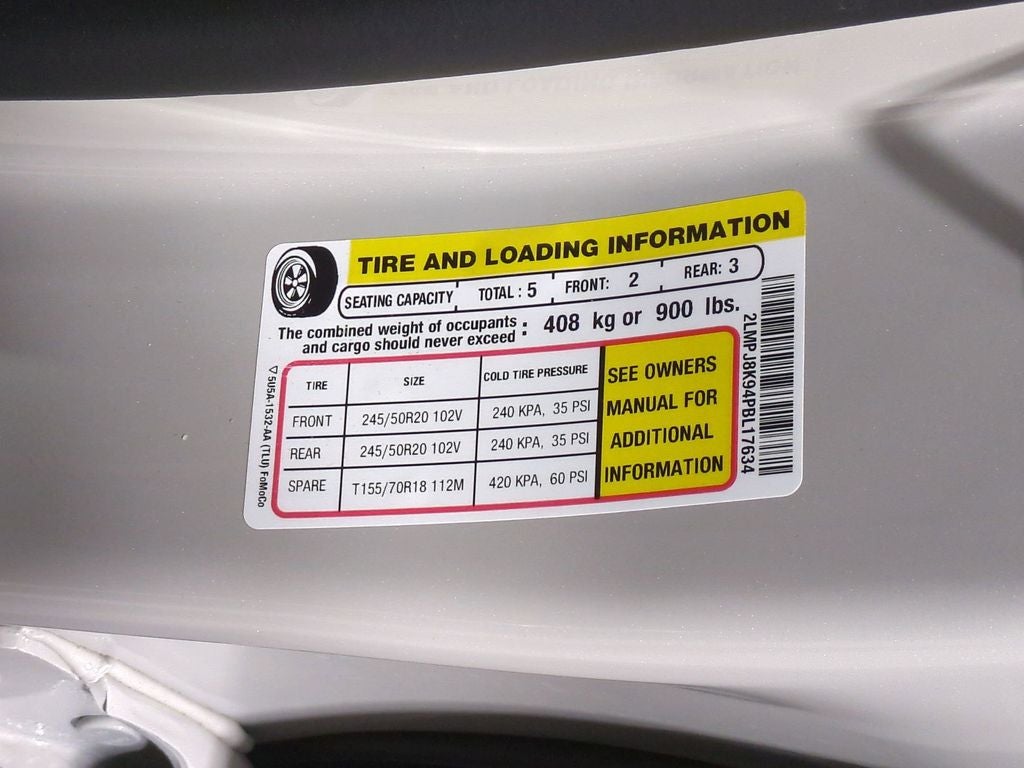 TIRE AND LOADING INFORMATION
SEATING CAPACITY TOTAL: 5 FRONT: 2 REAR: 3
The combined weight of occupants
and cargo should never exceed : 408 kg or 900 lbs.
TIRE SIZE COLD TIRE PRESSURE
FRONT 245/50R20 102V 240 KPA, 35 PSI
REAR 245/50R20 102V 240 KPA, 35 PSI
SPARE T155/70R18 112M 420 KPA, 60 PSI
SEE OWNERS
MANUAL FOR
ADDITIONAL
INFORMATION
2LMPJ8K94PBL17634
5U5A-1532-AA (TLU) FoMoCo